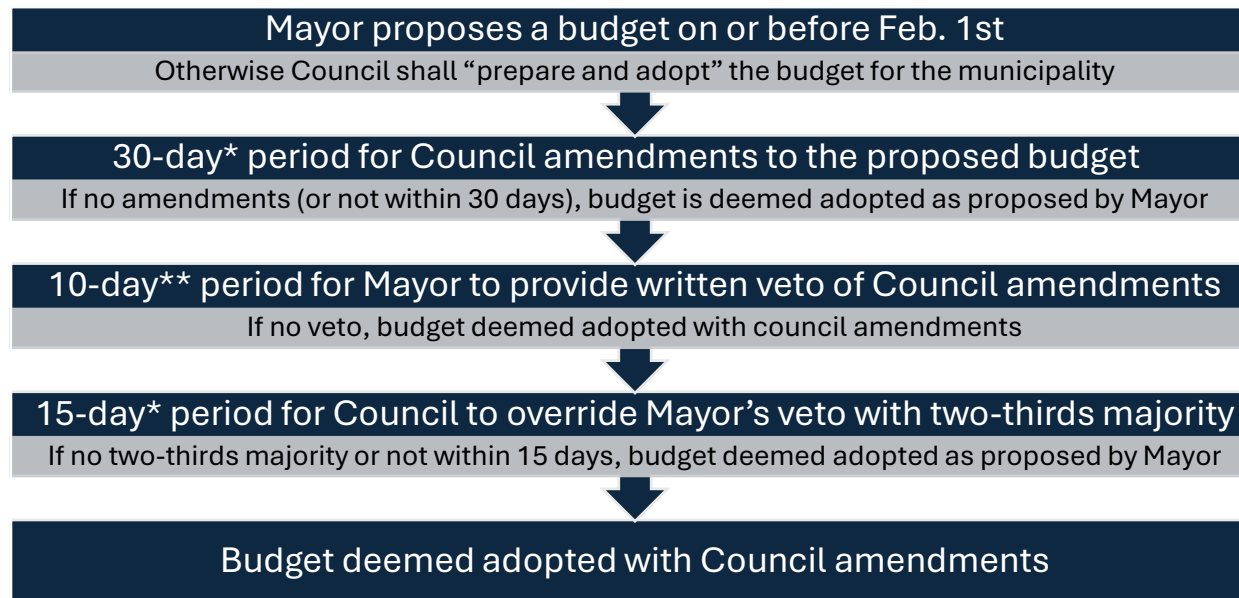 Mayor proposes a budget on or before Feb. 1st
Otherwise Council shall “prepare and adopt” the budget for the municipality
30-day* period for Council amendments to the proposed budget
If no amendments (or not within 30 days), budget is deemed adopted as proposed by Mayor
10-day** period for Mayor to provide written veto of Council amendments
If no veto, budget deemed adopted with council amendments
15-day* period for Council to override Mayor’s veto with two-thirds majority
If no two-thirds majority or not within 15 days, budget deemed adopted as proposed by Mayor
Budget deemed adopted with Council amendments